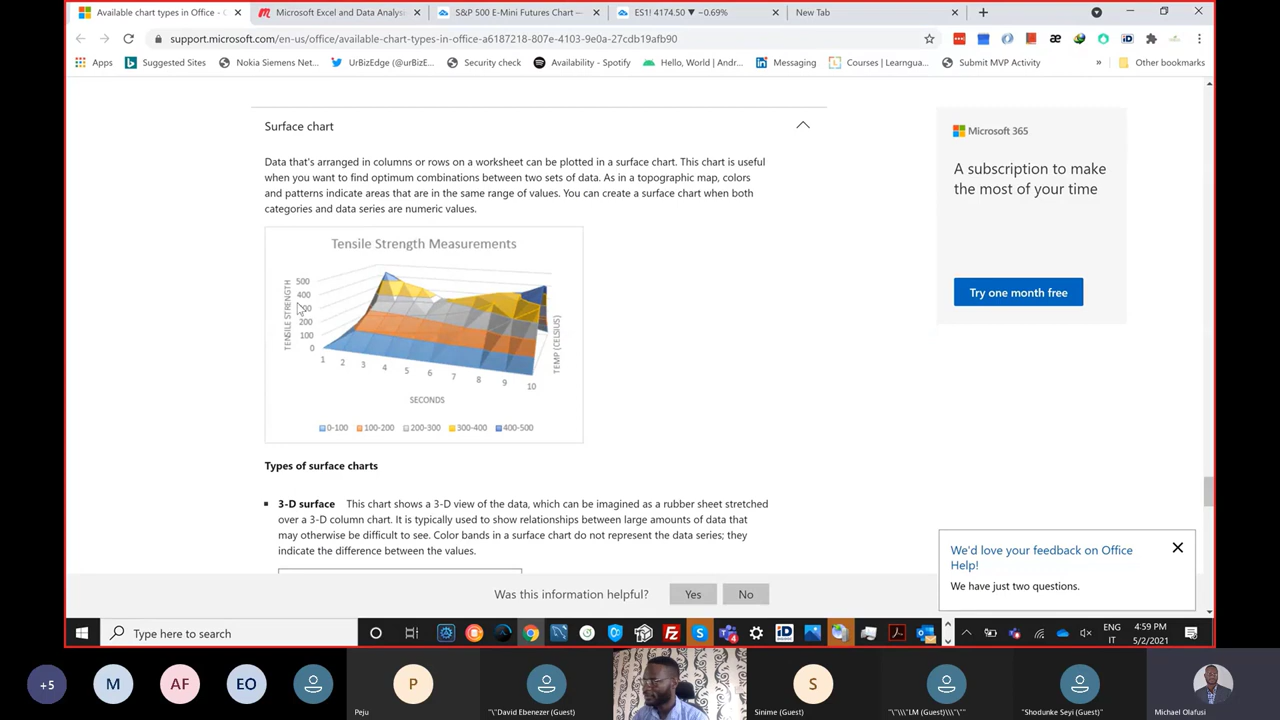 Available chart types in Office - 
Microsoft Excel and Data Analysis
S&P 500 E-Mini Futures Chart —
ES1! 4174.50 ▼ −0.69%
New Tab
support.microsoft.com/en-us/office/available-chart-types-in-office-a6187218-807e-4103-9e0a-27cdb19afb90
Apps
Suggested Sites
Nokia Siemens Net...
UrBizEdge (@urBizE...
Security check
Availability - Spotify
Hello, World | Andr...
Messaging
Courses | Learngua...
Submit MVP Activity
»
Other bookmarks
Surface chart
Data that's arranged in columns or rows on a worksheet can be plotted in a surface chart. This chart is useful
when you want to find optimum combinations between two sets of data. As in a topographic map, colors
and patterns indicate areas that are in the same range of values. You can create a surface chart when both
categories and data series are numeric values.
Tensile Strength Measurements
TENSILE STRENGTH
500
400
300
200
100
0
1 2 3 4 5 6 7 8 9 10
SECONDS
TEMP (CELSIUS)
0-100 100-200 200-300 300-400 400-500
Types of surface charts
3-D surface This chart shows a 3-D view of the data, which can be imagined as a rubber sheet stretched
over a 3-D column chart. It is typically used to show relationships between large amounts of data that
may otherwise be difficult to see. Color bands in a surface chart do not represent the data series; they
indicate the difference between the values.
Microsoft 365
A subscription to make
the most of your time
Try one month free
We'd love your feedback on Office
Help!
We have just two questions.
Was this information helpful?
Yes
No
Type here to search
ENG
IT
4:59 PM
5/2/2021
+5
M
AF
EO
P
Peju
"\"David Ebenezer (Guest)
S
Sinime (Guest)
"\"\\\"LM (Guest)\\\"\""
"Shodunke Seyi (Guest)"
Michael Olafusi